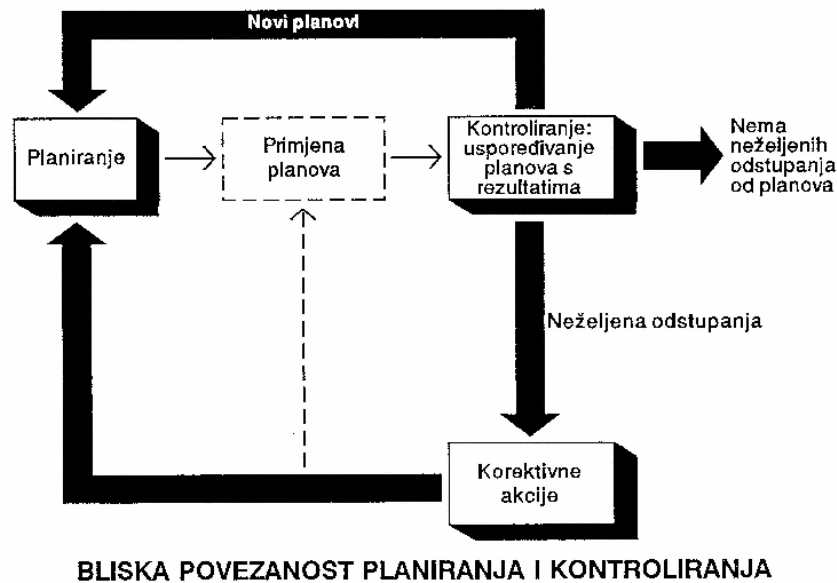 Novi planovi
Planiranje
Primjena
planova
Kontroliranje:
uspoređivanje
planova s
rezultatima
Nema
neželjenih
odstupanja
od planova
Neželjena odstupanja
Korektivne
akcije
BLISKA POVEZANOST PLANIRANJA I KONTROLIRANJA